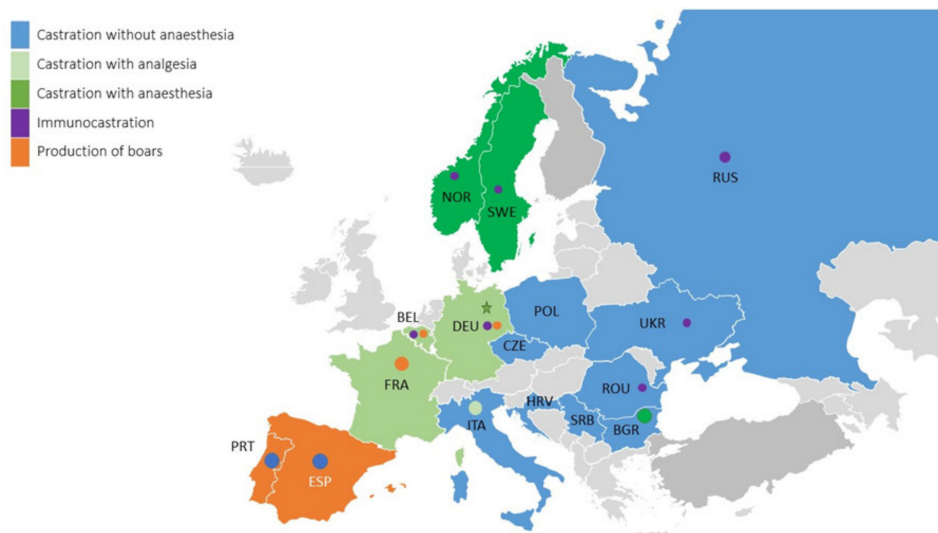 Castration without anaesthesia
Castration with analgesia
Castration with anaesthesia
Immunocastration
Production of boars
RUS
NOR
SWE
POL
BEL
DEU
UKR
CZE
FRA
ROU
HRV
ITA
SRB
BGR
PRT
ESP